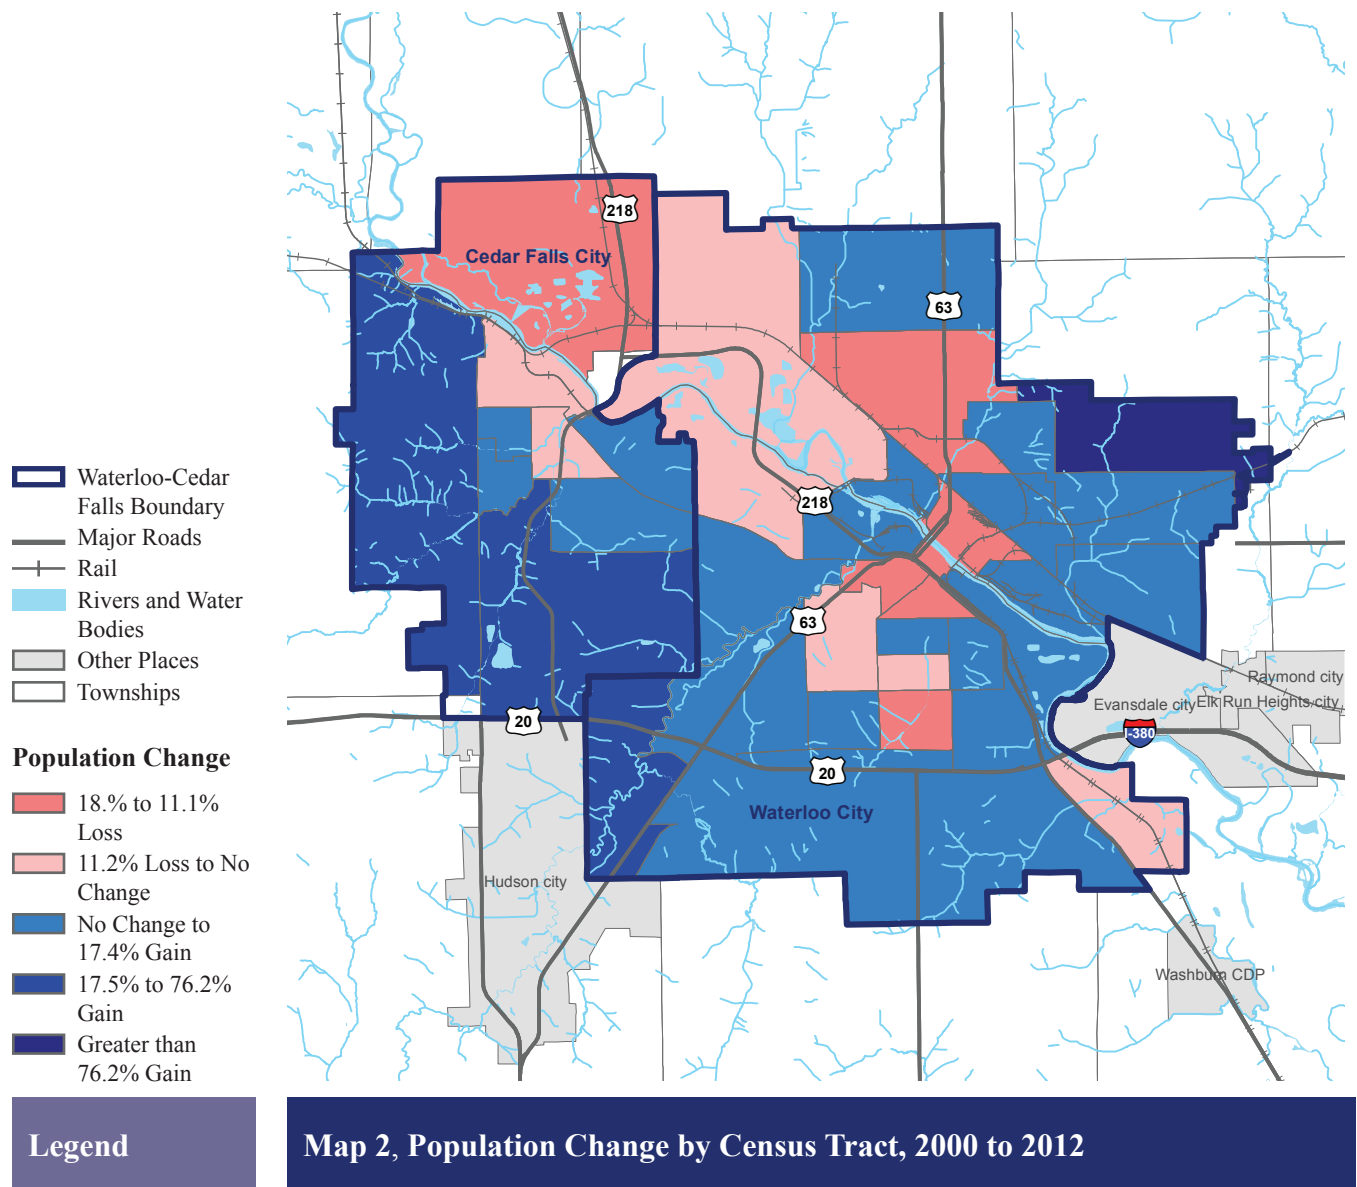 218
Cedar Falls City
63
Waterloo-Cedar
Falls Boundary
Major Roads
Rail
Rivers and Water
Bodies
Other Places
Townships
218
63
Raymond city
Evansdale city
Elk Run Heights city
20
I-380
20
Waterloo City
Hudson city
Washburn CDP
Population Change
18.% to 11.1%
Loss
11.2% Loss to No
Change
No Change to
17.4% Gain
17.5% to 76.2%
Gain
Greater than
76.2% Gain
Legend
Map 2, Population Change by Census Tract, 2000 to 2012